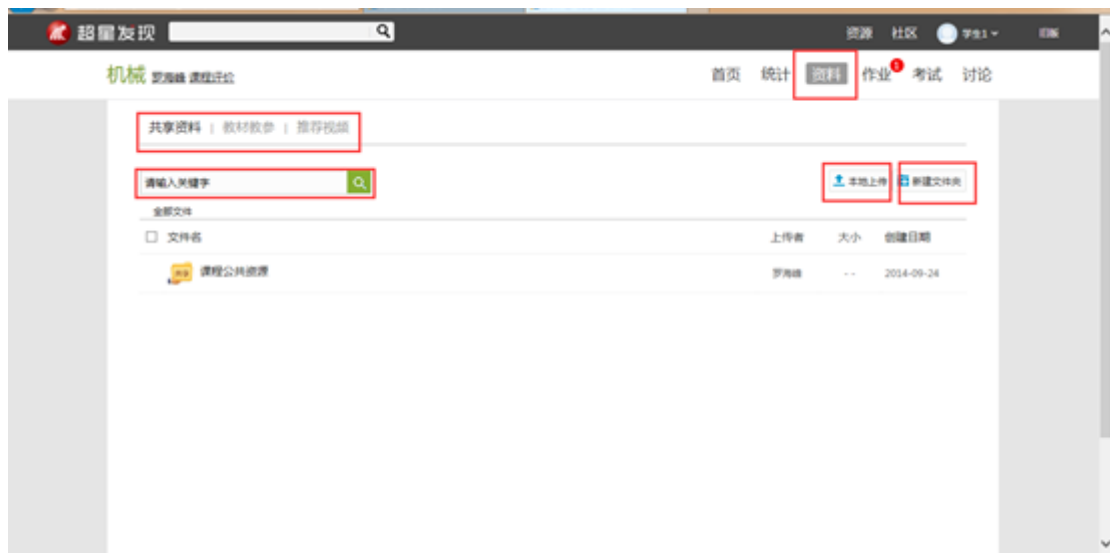 超星发现 资源 社区 学生1 旧版
机械 罗海峰 课程评价 首页 统计 资料 作业 1 考试 讨论
共享资料 | 教材教参 | 推荐视频
请输入关键字 本地上传 新建文件夹
全部文件
文件名 上传者 大小 创建日期
课程公共资源 罗海峰 -- 2014-09-24